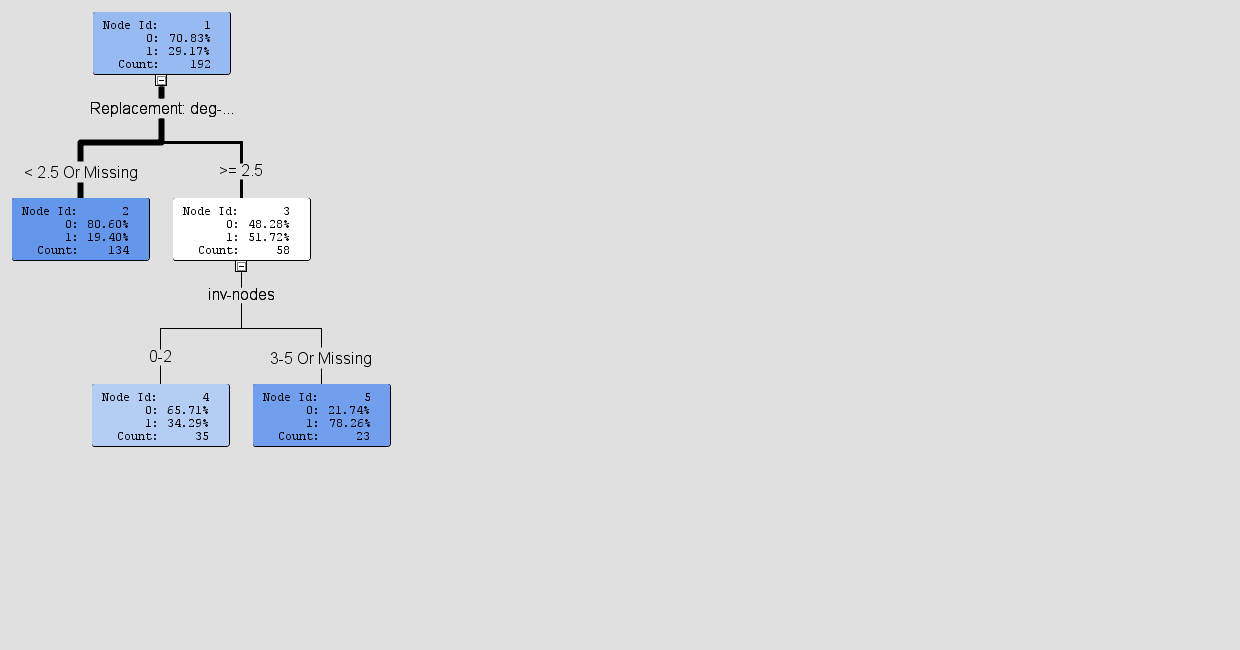 Node Id: 1
0: 70.83%
1: 29.17%
Count: 192
Replacement: deg-...
< 2.5 Or Missing
>= 2.5
Node Id: 2
0: 80.60%
1: 19.40%
Count: 134
Node Id: 3
0: 48.28%
1: 51.72%
Count: 58
inv-nodes
0-2
3-5 Or Missing
Node Id: 4
0: 65.71%
1: 34.29%
Count: 35
Node Id: 5
0: 21.74%
1: 78.26%
Count: 23